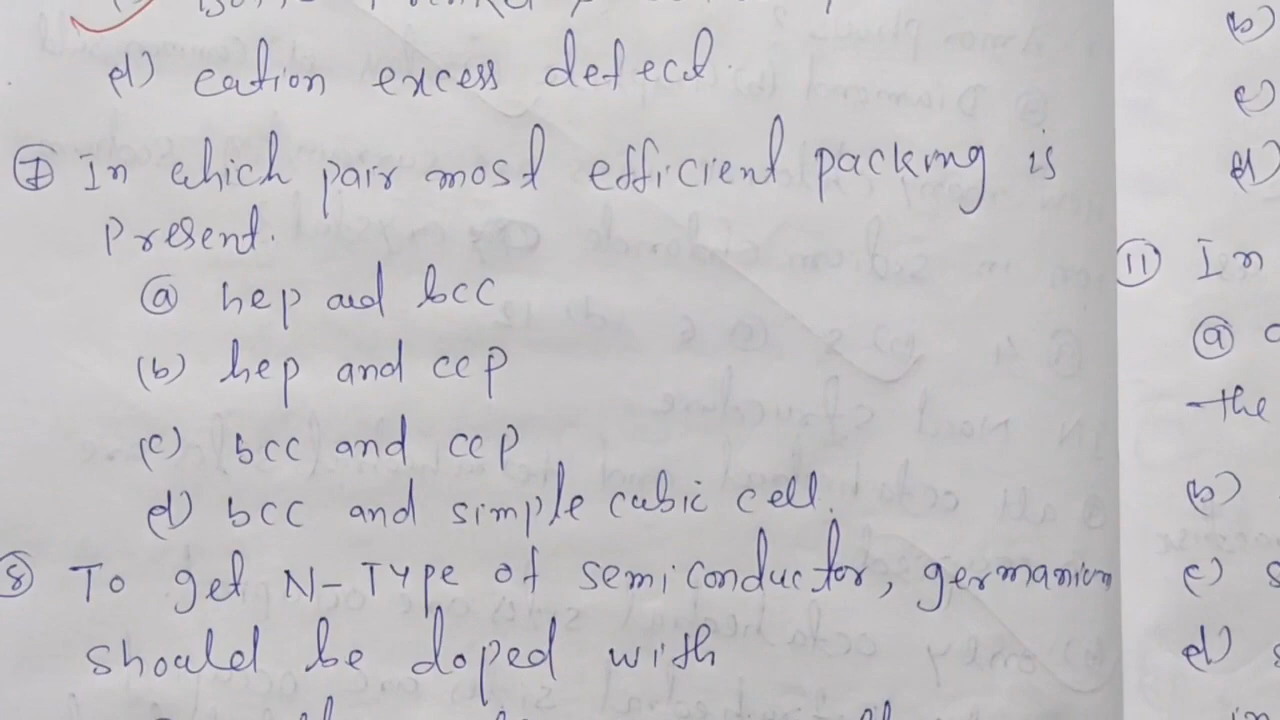 d) cation excess defect.
⑦ In which pair most efficient packing is
present.
ⓐ hcp and bcc
(b) hcp and ccp
(c) bcc and ccp
d) bcc and simple cubic cell.
⑧ To get N-Type of semiconductor, germanium
should be doped with
b)
c)
d)
⑪ In
ⓐ
the
b)
c)
d)